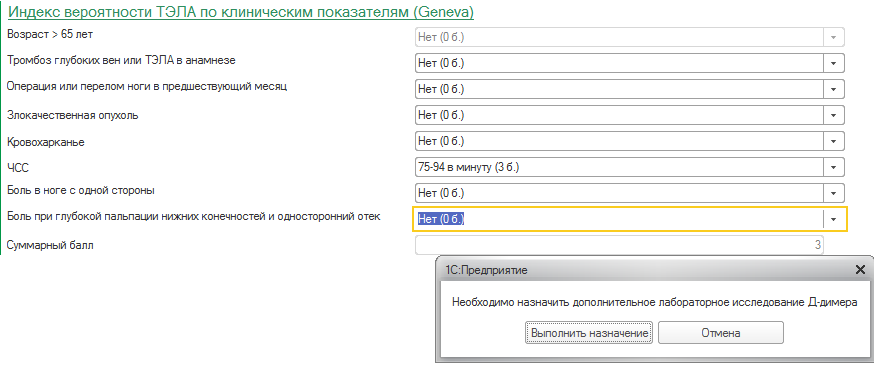 Индекс вероятности ТЭЛА по клиническим показателям (Geneva)
Возраст > 65 лет Нет (0 б.)
Тромбоз глубоких вен или ТЭЛА в анамнезе Нет (0 б.)
Операция или перелом ноги в предшествующий месяц Нет (0 б.)
Злокачественная опухоль Нет (0 б.)
Кровохарканье Нет (0 б.)
ЧСС 75-94 в минуту (3 б.)
Боль в ноге с одной стороны Нет (0 б.)
Боль при глубокой пальпации нижних конечностей и односторонний отек Нет (0 б.)
Суммарный балл 3
1С:Предприятие
Необходимо назначить дополнительное лабораторное исследование Д-димера
Выполнить назначение Отмена